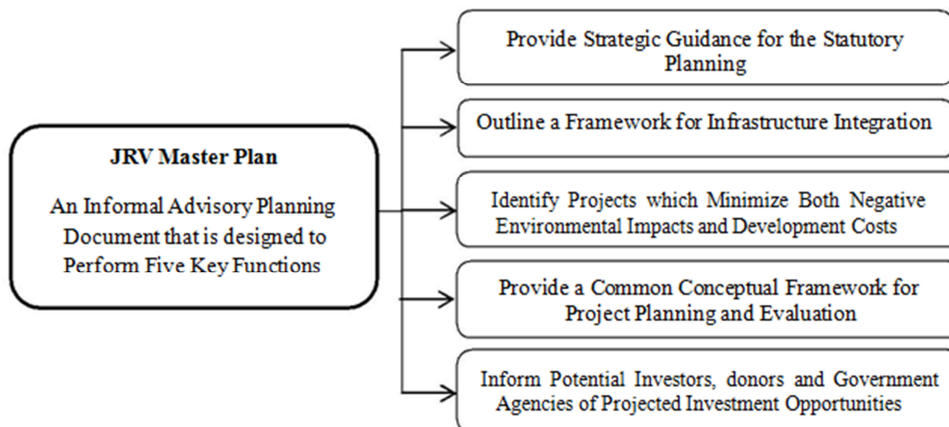 JRV Master Plan
An Informal Advisory Planning
Document that is designed to
Perform Five Key Functions
Provide Strategic Guidance for the Statutory
Planning
Outline a Framework for Infrastructure Integration
Identify Projects which Minimize Both Negative
Environmental Impacts and Development Costs
Provide a Common Conceptual Framework for
Project Planning and Evaluation
Inform Potential Investors, donors and Government
Agencies of Projected Investment Opportunities